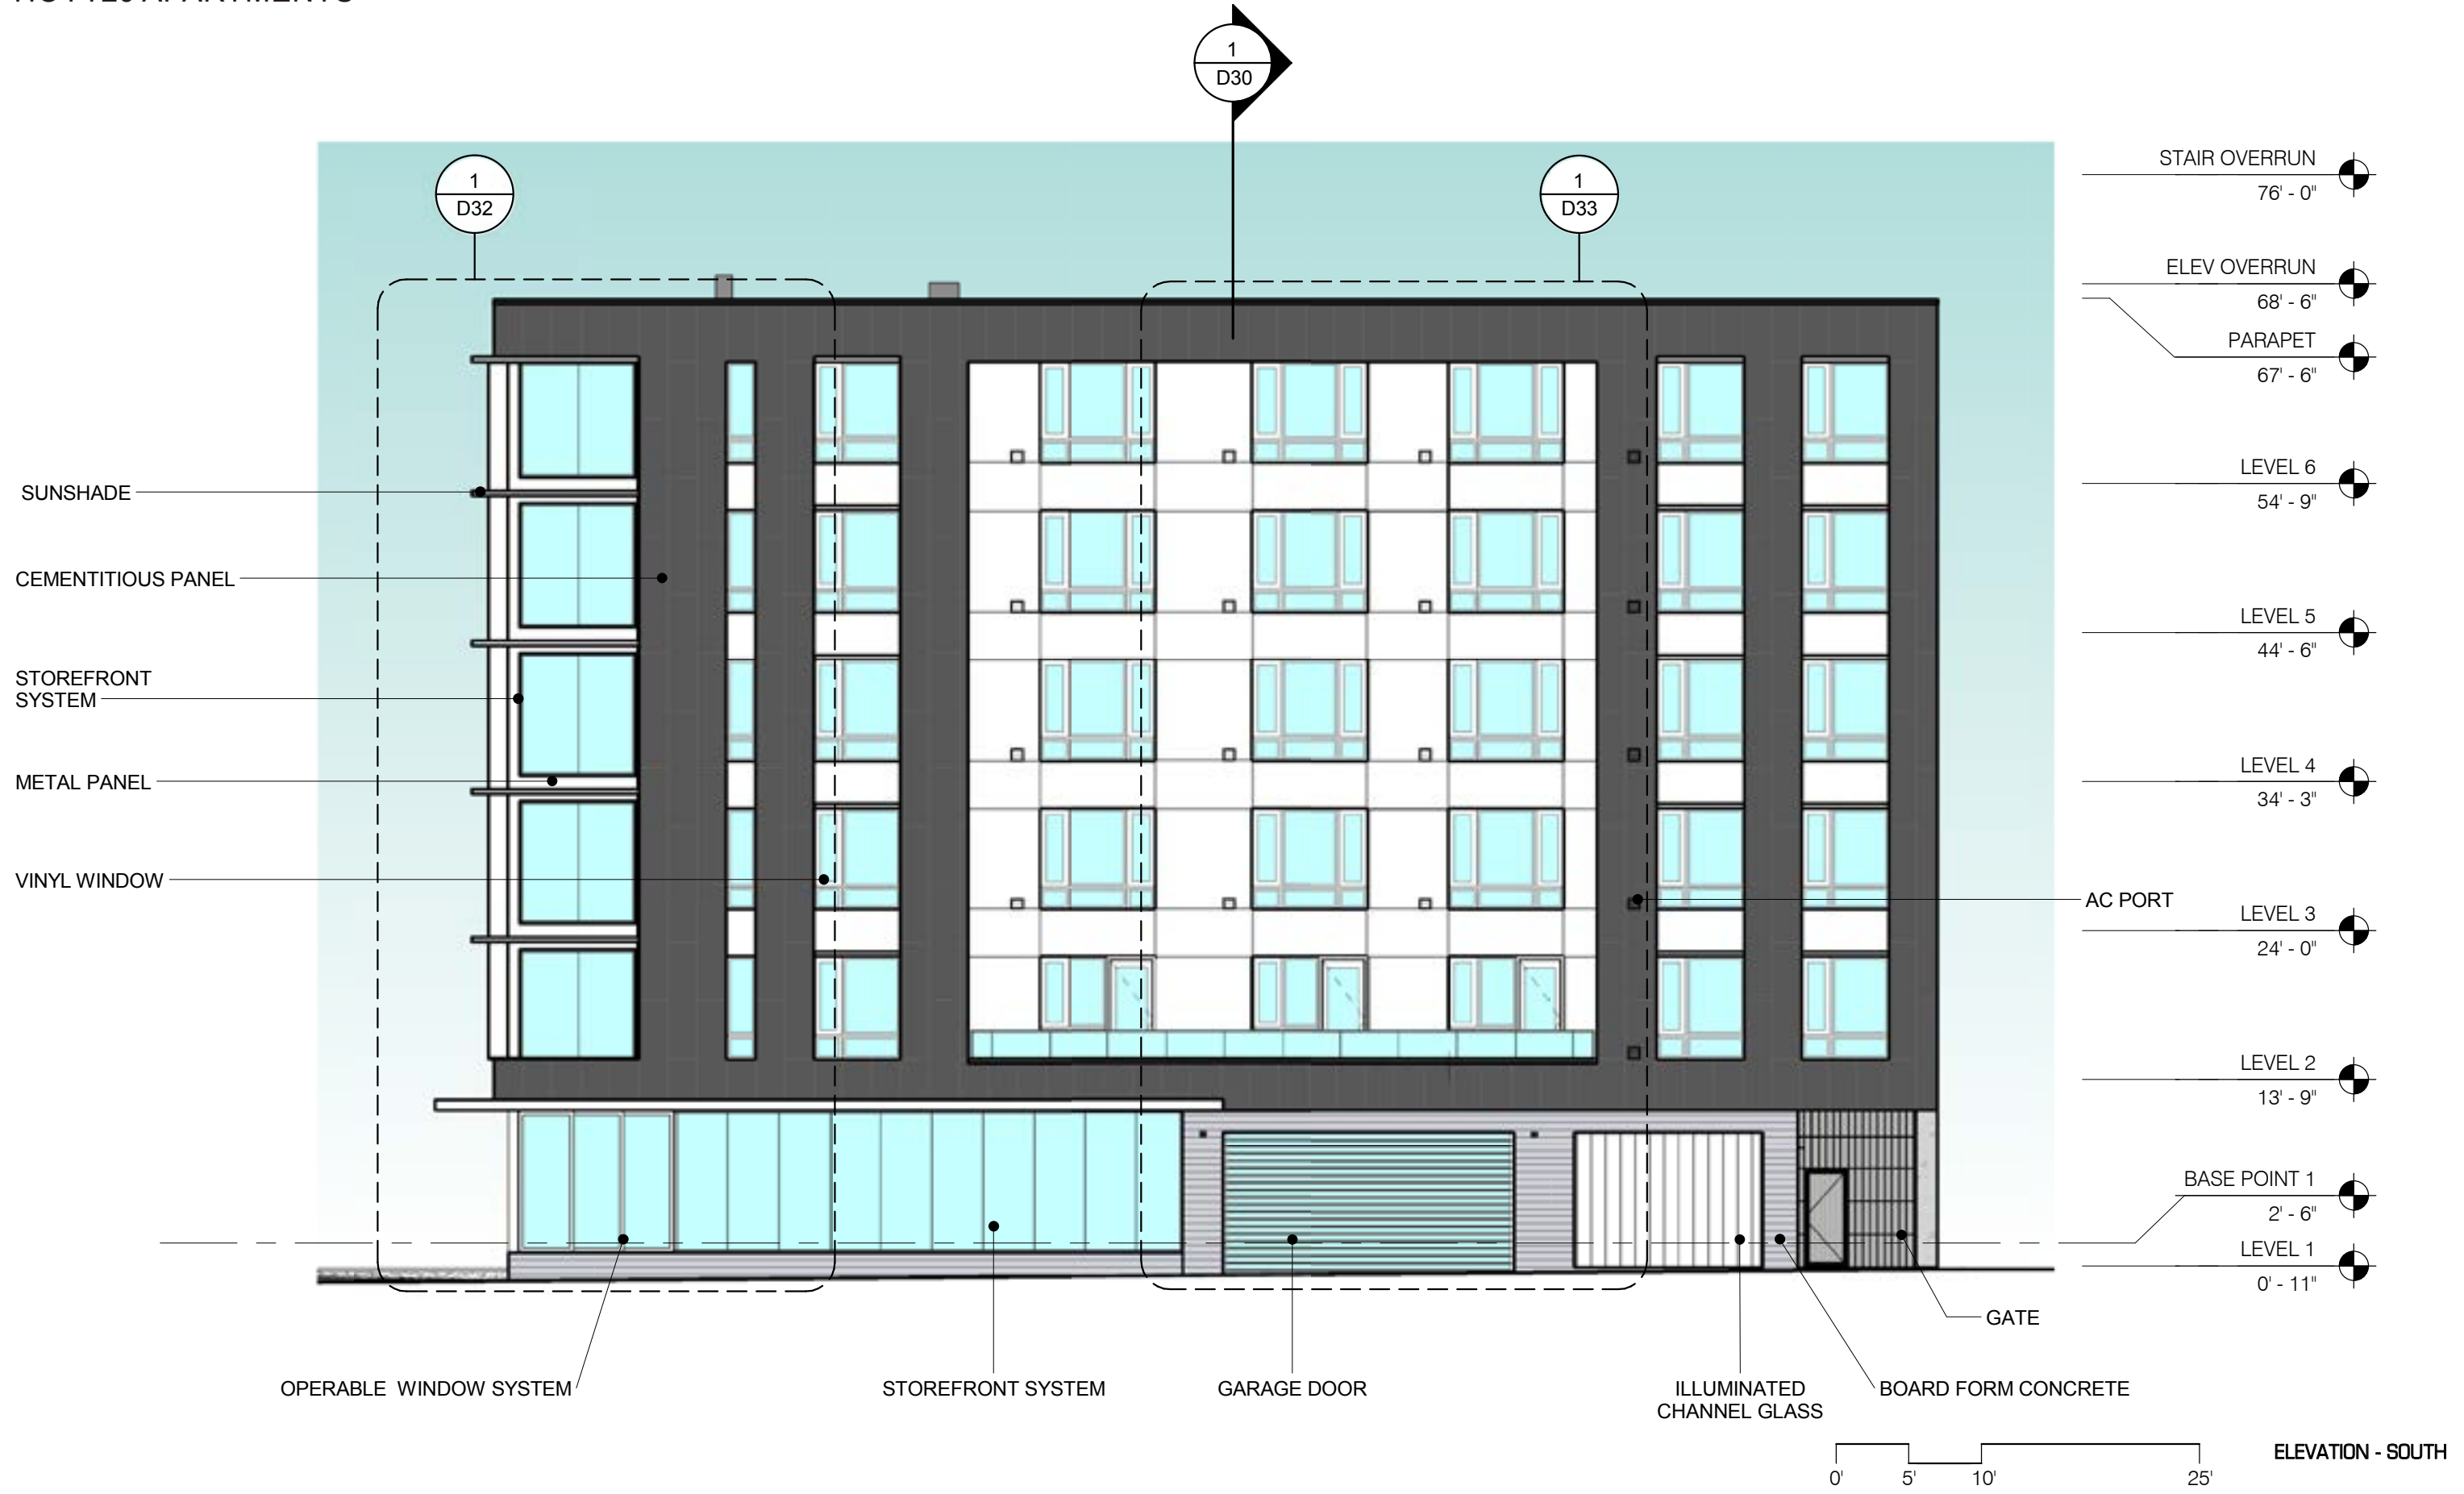 APARTMENTS
1
D30
1
D32
1
D33
STAIR OVERRUN
76' - 0"
ELEV OVERRUN
68' - 6"
PARAPET
67' - 6"
LEVEL 6
54' - 9"
LEVEL 5
44' - 6"
LEVEL 4
34' - 3"
LEVEL 3
24' - 0"
LEVEL 2
13' - 9"
BASE POINT 1
2' - 6"
LEVEL 1
0' - 11"
SUNSHADE
CEMENTITIOUS PANEL
STOREFRONT
SYSTEM
METAL PANEL
VINYL WINDOW
AC PORT
GATE
OPERABLE WINDOW SYSTEM
STOREFRONT SYSTEM
GARAGE DOOR
ILLUMINATED
CHANNEL GLASS
BOARD FORM CONCRETE
0' 5' 10' 25'
ELEVATION - SOUTH